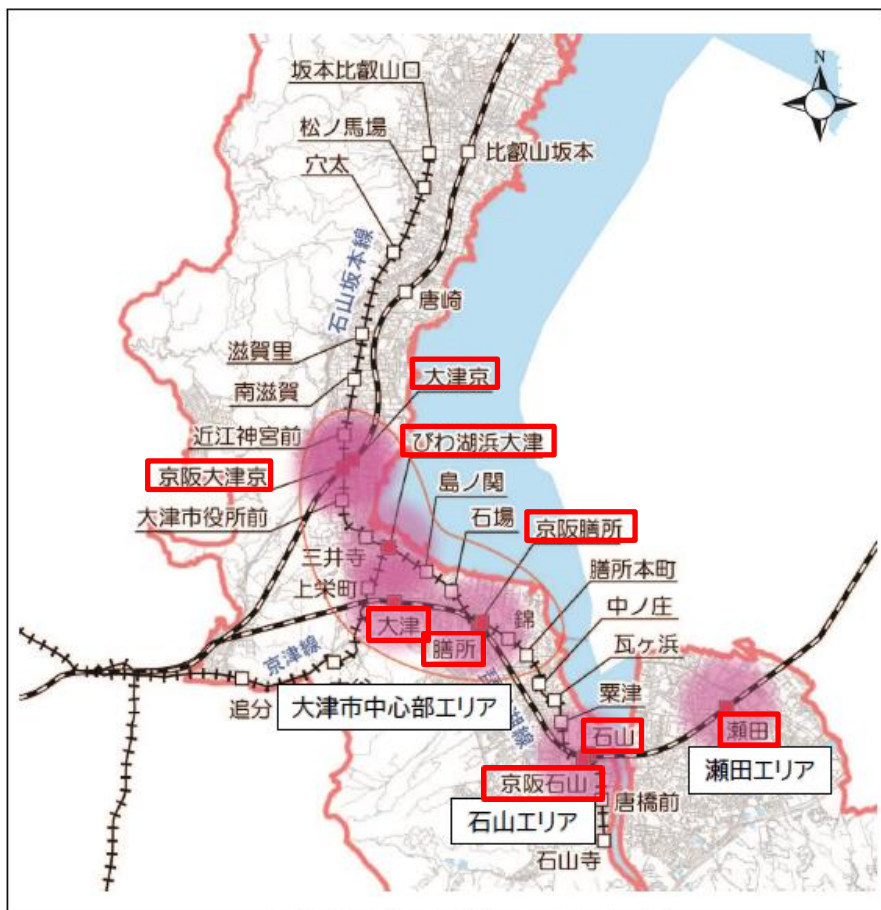 N
坂本比叡山口
松ノ馬場
穴太
比叡山坂本
石山坂本線
唐崎
滋賀里
南滋賀
大津京
近江神宮前
びわ湖浜大津
京阪大津京
島ノ関
大津市役所前
石場
京阪膳所
三井寺
膳所本町
上栄町
中ノ庄
大津
錦
膳所
瓦ヶ浜
京津線
粟津
追分
大津市中心部エリア
石山
瀬田
瀬田エリア
京阪石山
唐橋前
石山エリア
石山寺